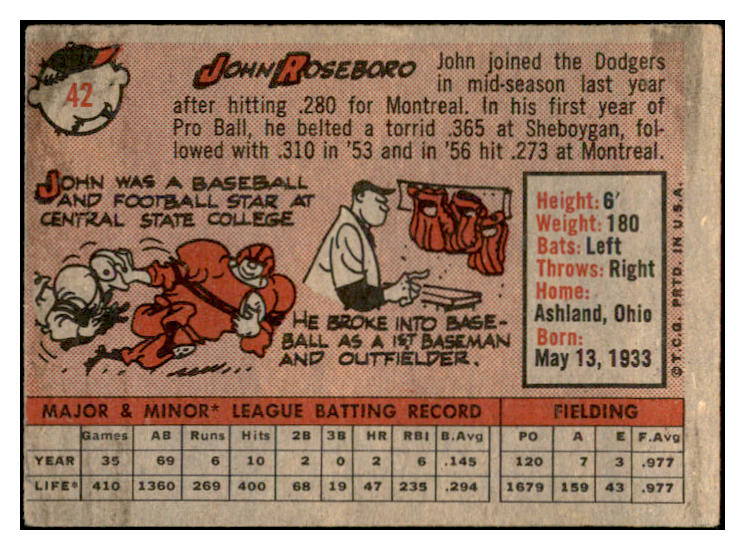 42
JOHN ROSEBORO
John joined the Dodgers
in mid-season last year
after hitting .280 for Montreal. In his first year of
Pro Ball, he belted a torrid .365 at Sheboygan, fol-
lowed with .310 in '53 and in '56 hit .273 at Montreal.
JOHN WAS A BASEBALL
AND FOOTBALL STAR AT
CENTRAL STATE COLLEGE
HE BROKE INTO BASE-
BALL AS A 1ST BASEMAN
AND OUTFIELDER.
Height: 6'
Weight: 180
Bats: Left
Throws: Right
Home:
Ashland, Ohio
Born:
May 13, 1933
©T.C.G. PRTD. IN U.S.A.
MAJOR & MINOR* LEAGUE BATTING RECORD FIELDING
Games AB Runs Hits 2B 3B HR RBI B.Avg PO A E F.Avg
YEAR 35 69 6 10 2 0 2 6 .145 120 7 3 .977
LIFE* 410 1360 269 400 68 19 47 235 .294 1679 159 43 .977